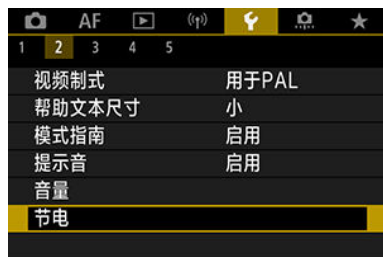 AF
1 2 3 4 5
视频制式 用于PAL
帮助文本尺寸 小
模式指南 启用
提示音 启用
音量
节电